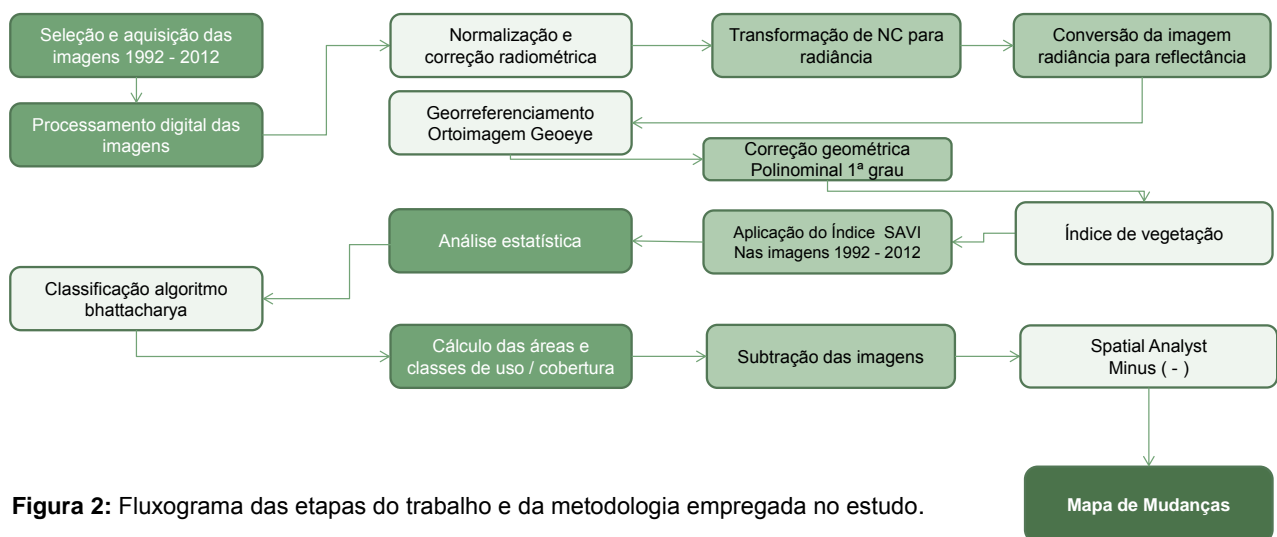 Seleção e aquisição das
imagens 1992 - 2012
Processamento digital das
imagens
Normalização e
correção radiométrica
Transformação de NC para
radiância
Conversão da imagem
radiância para reflectância
Georreferenciamento
Ortoimagem Geoeye
Correção geométrica
Polinominal 1ª grau
Índice de vegetação
Aplicação do Índice SAVI
Nas imagens 1992 - 2012
Análise estatística
Classificação algoritmo
bhattacharya
Cálculo das áreas e
classes de uso / cobertura
Subtração das imagens
Spatial Analyst
Minus ( - )
Mapa de Mudanças
Figura 2: Fluxograma das etapas do trabalho e da metodologia empregada no estudo.